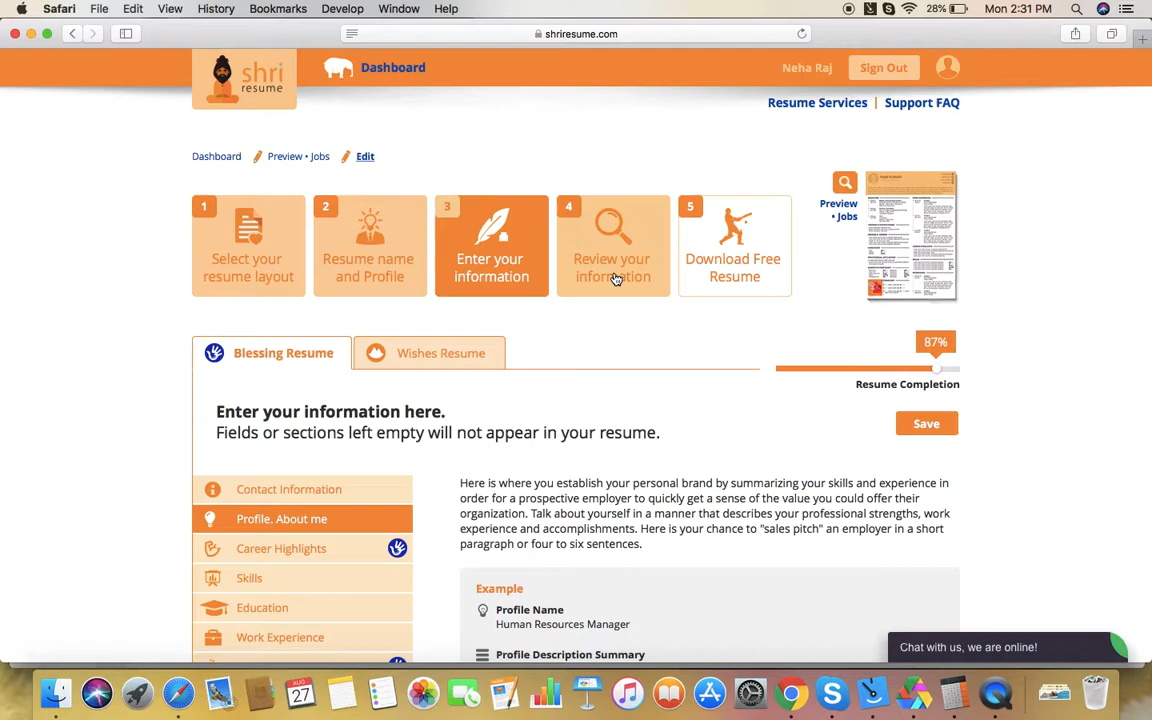 Safari File Edit View History Bookmarks Develop Window Help
28% Mon 2:31 PM
shriresume.com
shri
resume
Dashboard
Neha Raj
Sign Out
Resume Services | Support FAQ
Dashboard Preview • Jobs Edit
1
Select your
resume layout
2
Resume name
and Profile
3
Enter your
information
4
Review your
information
5
Download Free
Resume
Preview
• Jobs
Blessing Resume
Wishes Resume
87%
Resume Completion
Enter your information here.
Fields or sections left empty will not appear in your resume.
Save
Contact Information
Profile. About me
Career Highlights
Skills
Education
Work Experience
Here is where you establish your personal brand by summarizing your skills and experience in
order for a prospective employer to quickly get a sense of the value you could offer their
organization. Talk about yourself in a manner that describes your professional strengths, work
experience and accomplishments. Here is your chance to "sales pitch" an employer in a short
paragraph or four to six sentences.
Example
Profile Name
Human Resources Manager
Profile Description Summary
Chat with us, we are online!
AUG
27